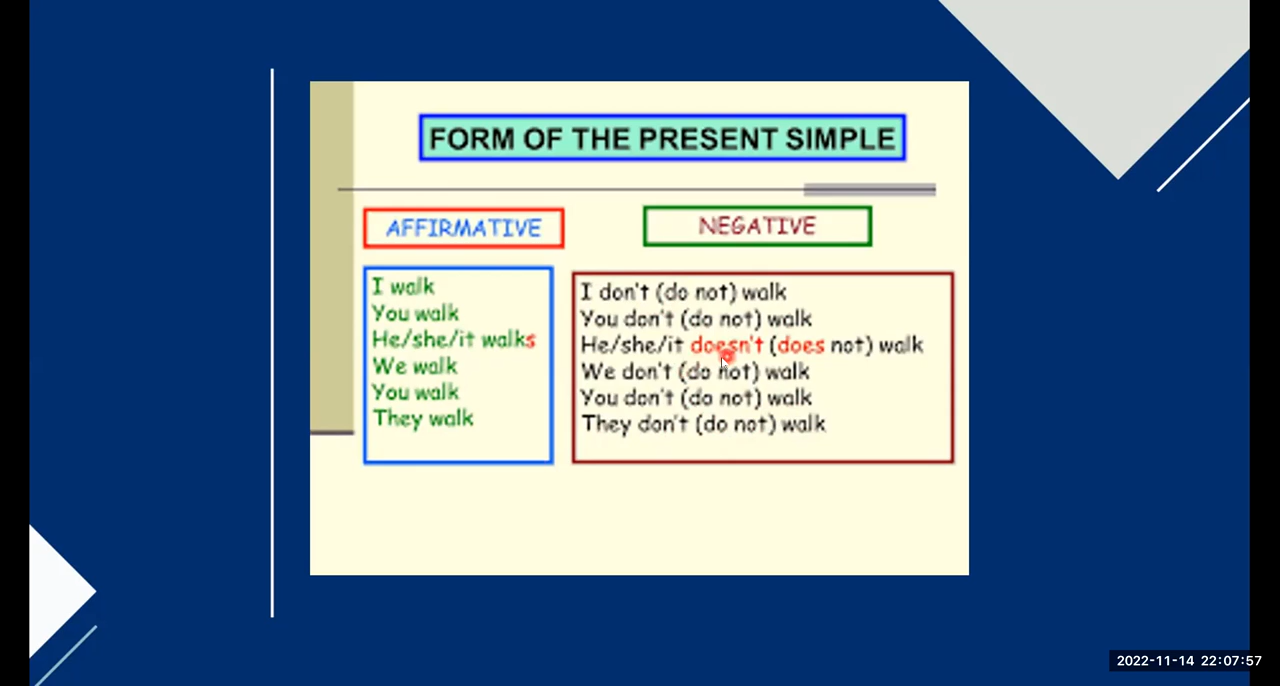 FORM OF THE PRESENT SIMPLE
AFFIRMATIVE
I walk
You walk
He/she/it walks
We walk
You walk
They walk
NEGATIVE
I don't (do not) walk
You don't (do not) walk
He/she/it doesn't (does not) walk
We don't (do not) walk
You don't (do not) walk
They don't (do not) walk
2022-11-14 22:07:57